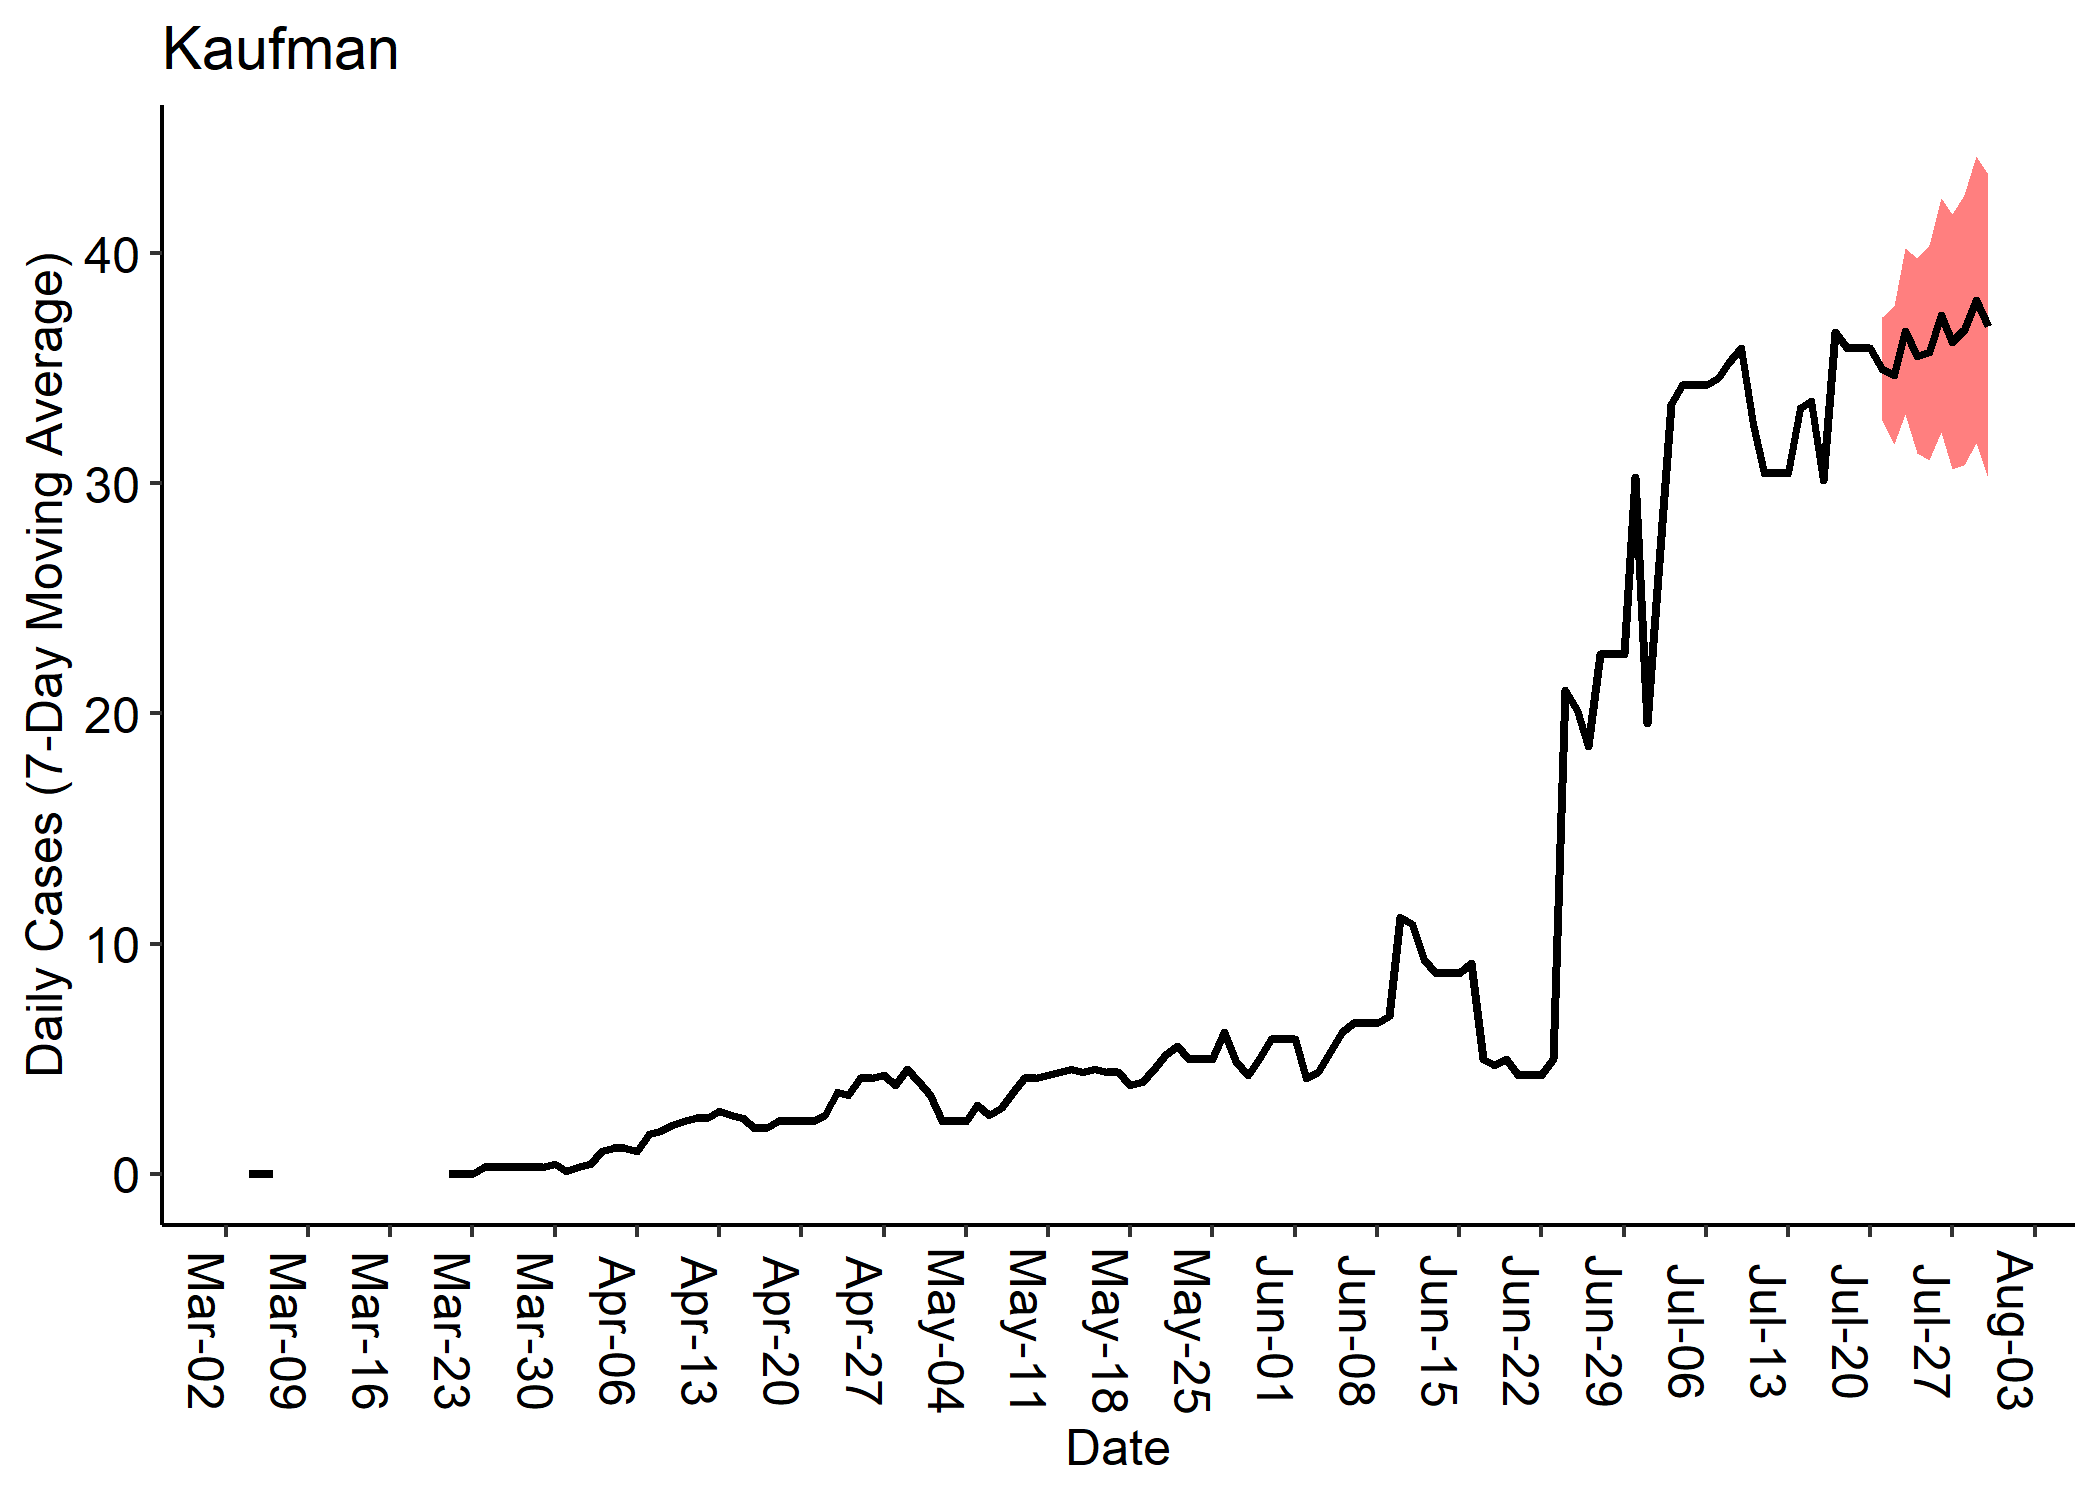 Kaufman
Daily Cases (7-Day Moving Average)
40
30
20
10
0
Mar-02
Mar-09
Mar-16
Mar-23
Mar-30
Apr-06
Apr-13
Apr-20
Apr-27
May-04
May-11
May-18
May-25
Jun-01
Jun-08
Jun-15
Jun-22
Jun-29
Jul-06
Jul-13
Jul-20
Jul-27
Aug-03
Date